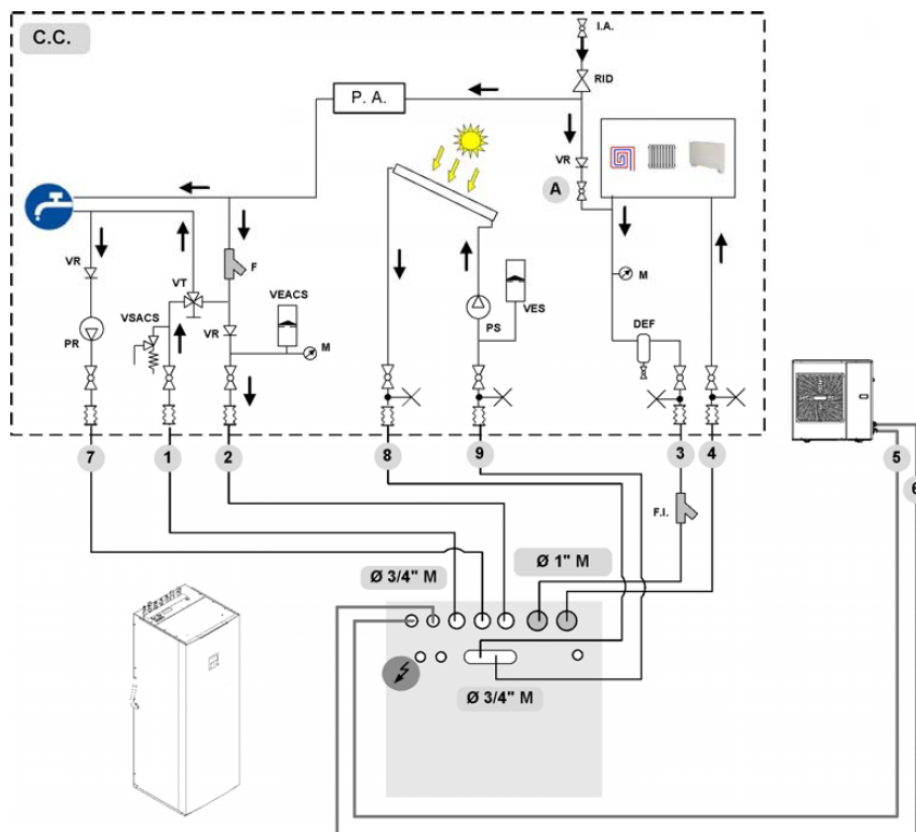 C.C.
I.A.
RID
P. A.
VR
A
F
VR
VT
VEACS
VES
M
VSACS
PR
VR
M
PS
DEF
7
1
2
8
9
3
4
5
6
F.I.
Ø 3/4" M
Ø 1" M
Ø 3/4" M